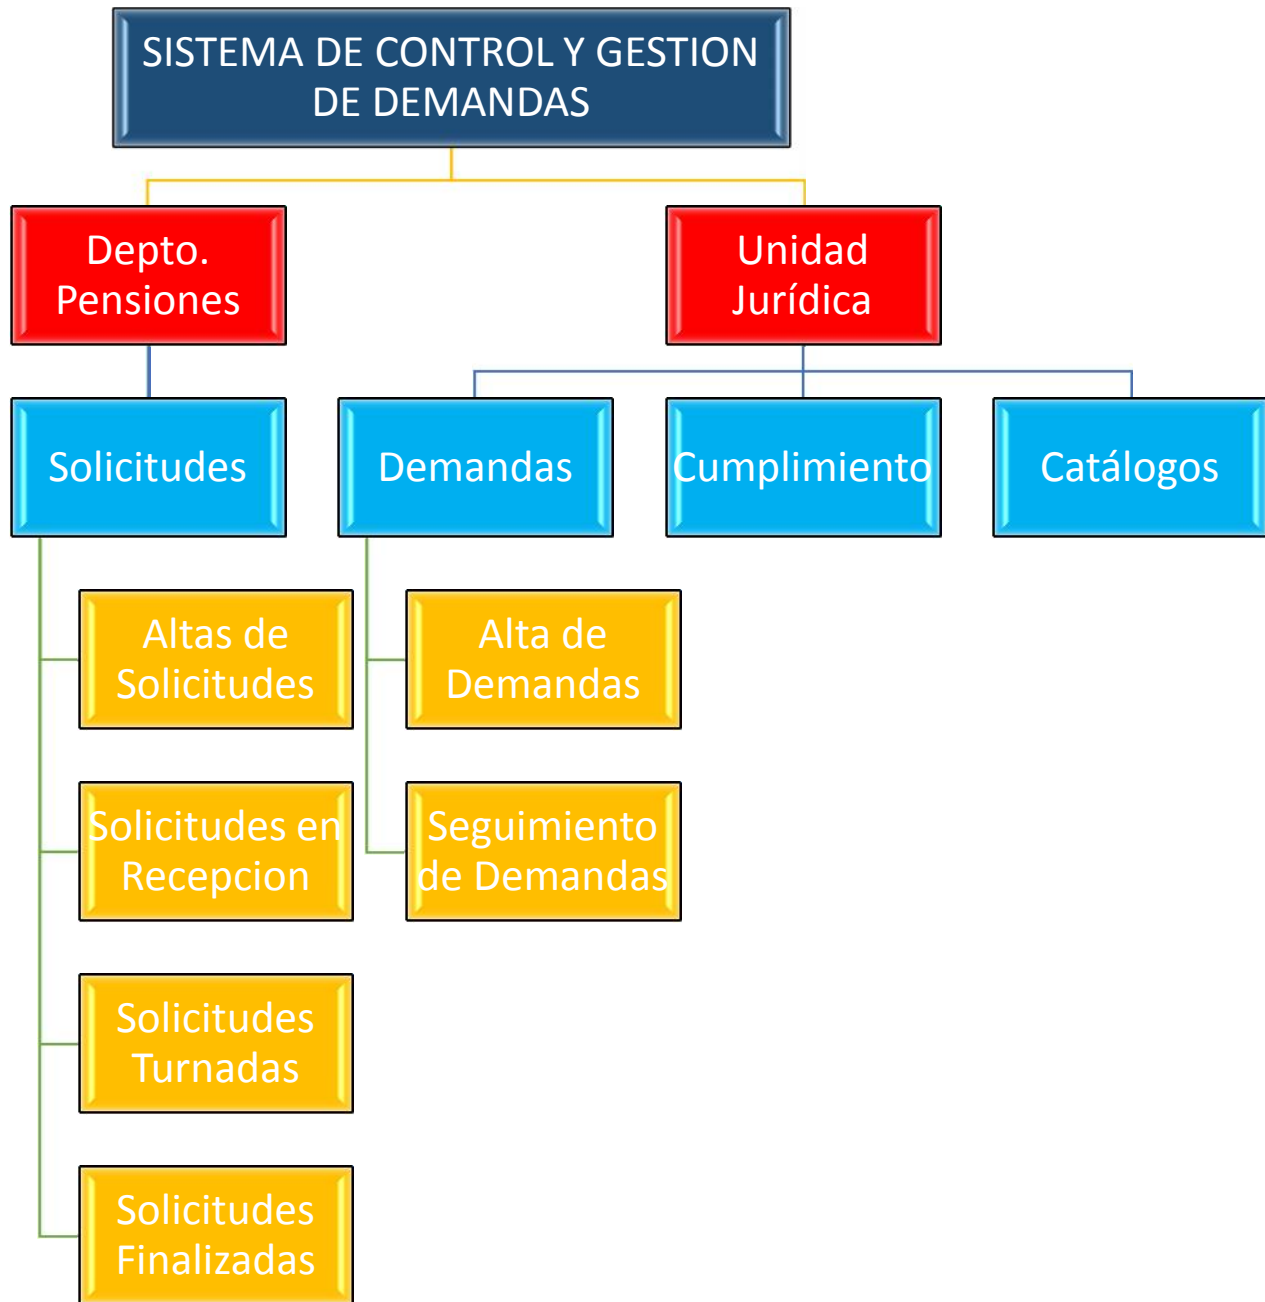 SISTEMA DE CONTROL Y GESTION
DE DEMANDAS
Depto.
Pensiones
Unidad
Jurídica
Solicitudes
Demandas
Cumplimiento
Catálogos
Altas de
Solicitudes
Alta de
Demandas
Solicitudes en
Recepcion
Seguimiento
de Demandas
Solicitudes
Turnadas
Solicitudes
Finalizadas